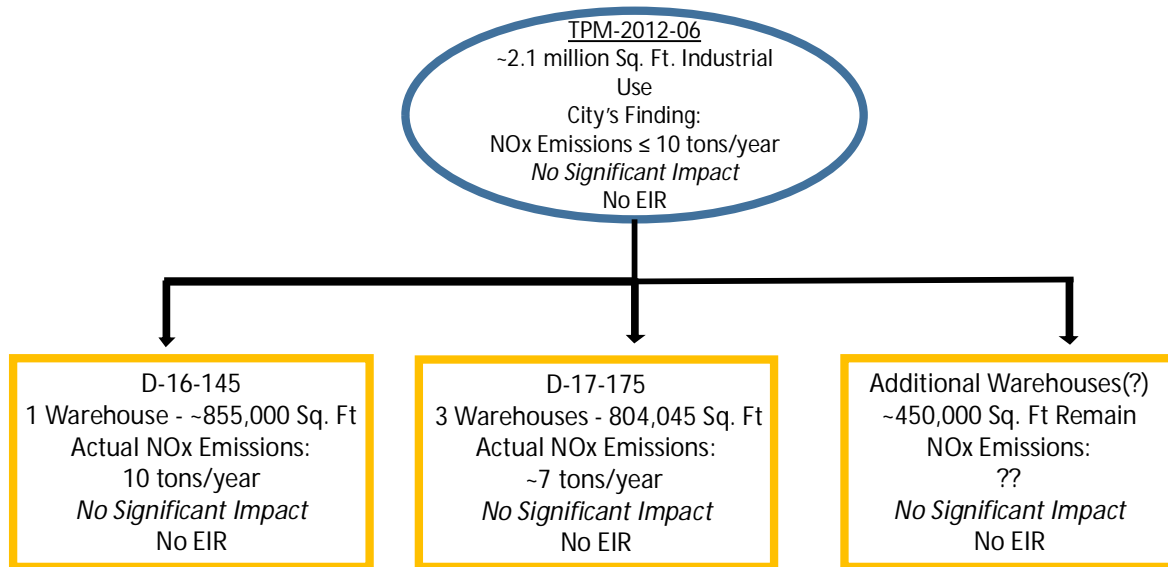 TPM-2012-06
~2.1 million Sq. Ft. Industrial
Use
City's Finding:
NOx Emissions ≤ 10 tons/year
No Significant Impact
No EIR
D-16-145
1 Warehouse - ~855,000 Sq. Ft
Actual NOx Emissions:
10 tons/year
No Significant Impact
No EIR
D-17-175
3 Warehouses - 804,045 Sq. Ft
Actual NOx Emissions:
~7 tons/year
No Significant Impact
No EIR
Additional Warehouses(?)
~450,000 Sq. Ft Remain
NOx Emissions:
??
No Significant Impact
No EIR